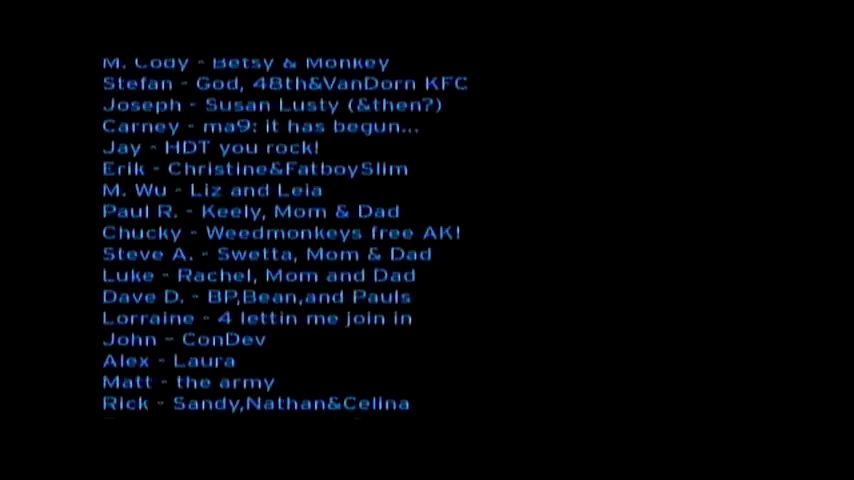 M. Cody - Betsy & Monkey
Stefan - God, 48th&VanDorn KFC
Joseph - Susan Lusty (&then?)
Carney - ma9: it has begun...
Jay - HDT you rock!
Erik - Christine&FatboySlim
M. Wu - Liz and Leia
Paul R. - Keely, Mom & Dad
Chucky - Weedmonkeys free AK!
Steve A. - Swetta, Mom & Dad
Luke - Rachel, Mom and Dad
Dave D. - BP,Bean,and Pauls
Lorraine - 4 lettin me join in
John - ConDev
Alex - Laura
Matt - the army
Rick - Sandy,Nathan&Celina